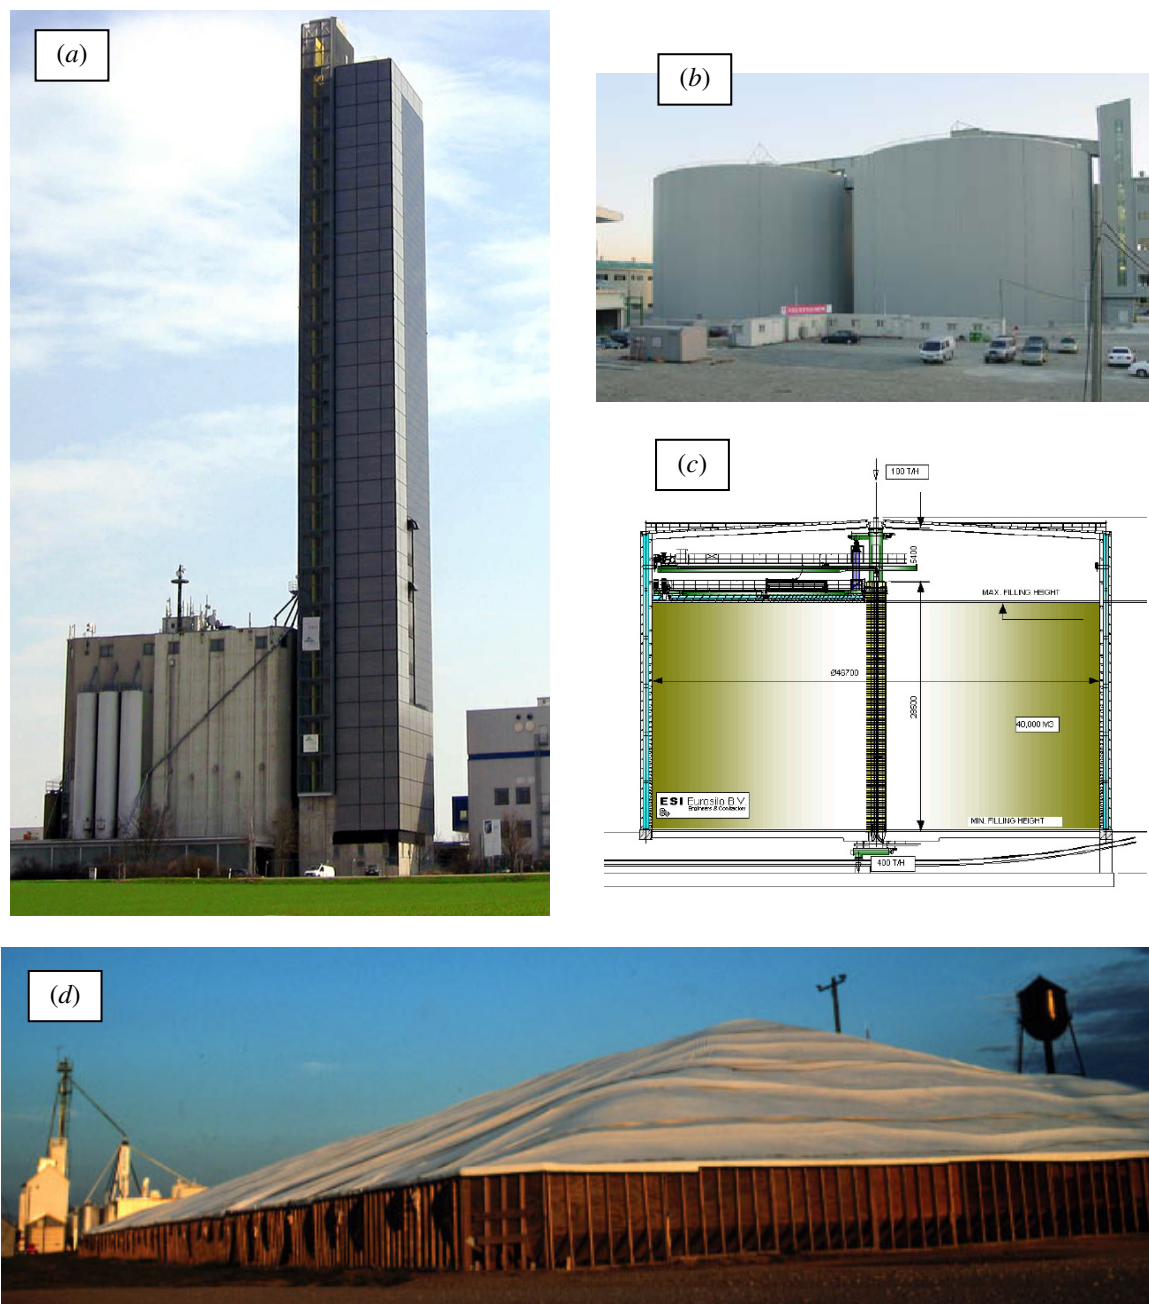 (a)
(b)
(c)
100 T/H
5400
MAX. FILLING HEIGHT
Ø46700
28500
40,000 M3
ESI Eurosilo B.V.
Engineers & Contractors
MIN. FILLING HEIGHT
400 T/H
(d)